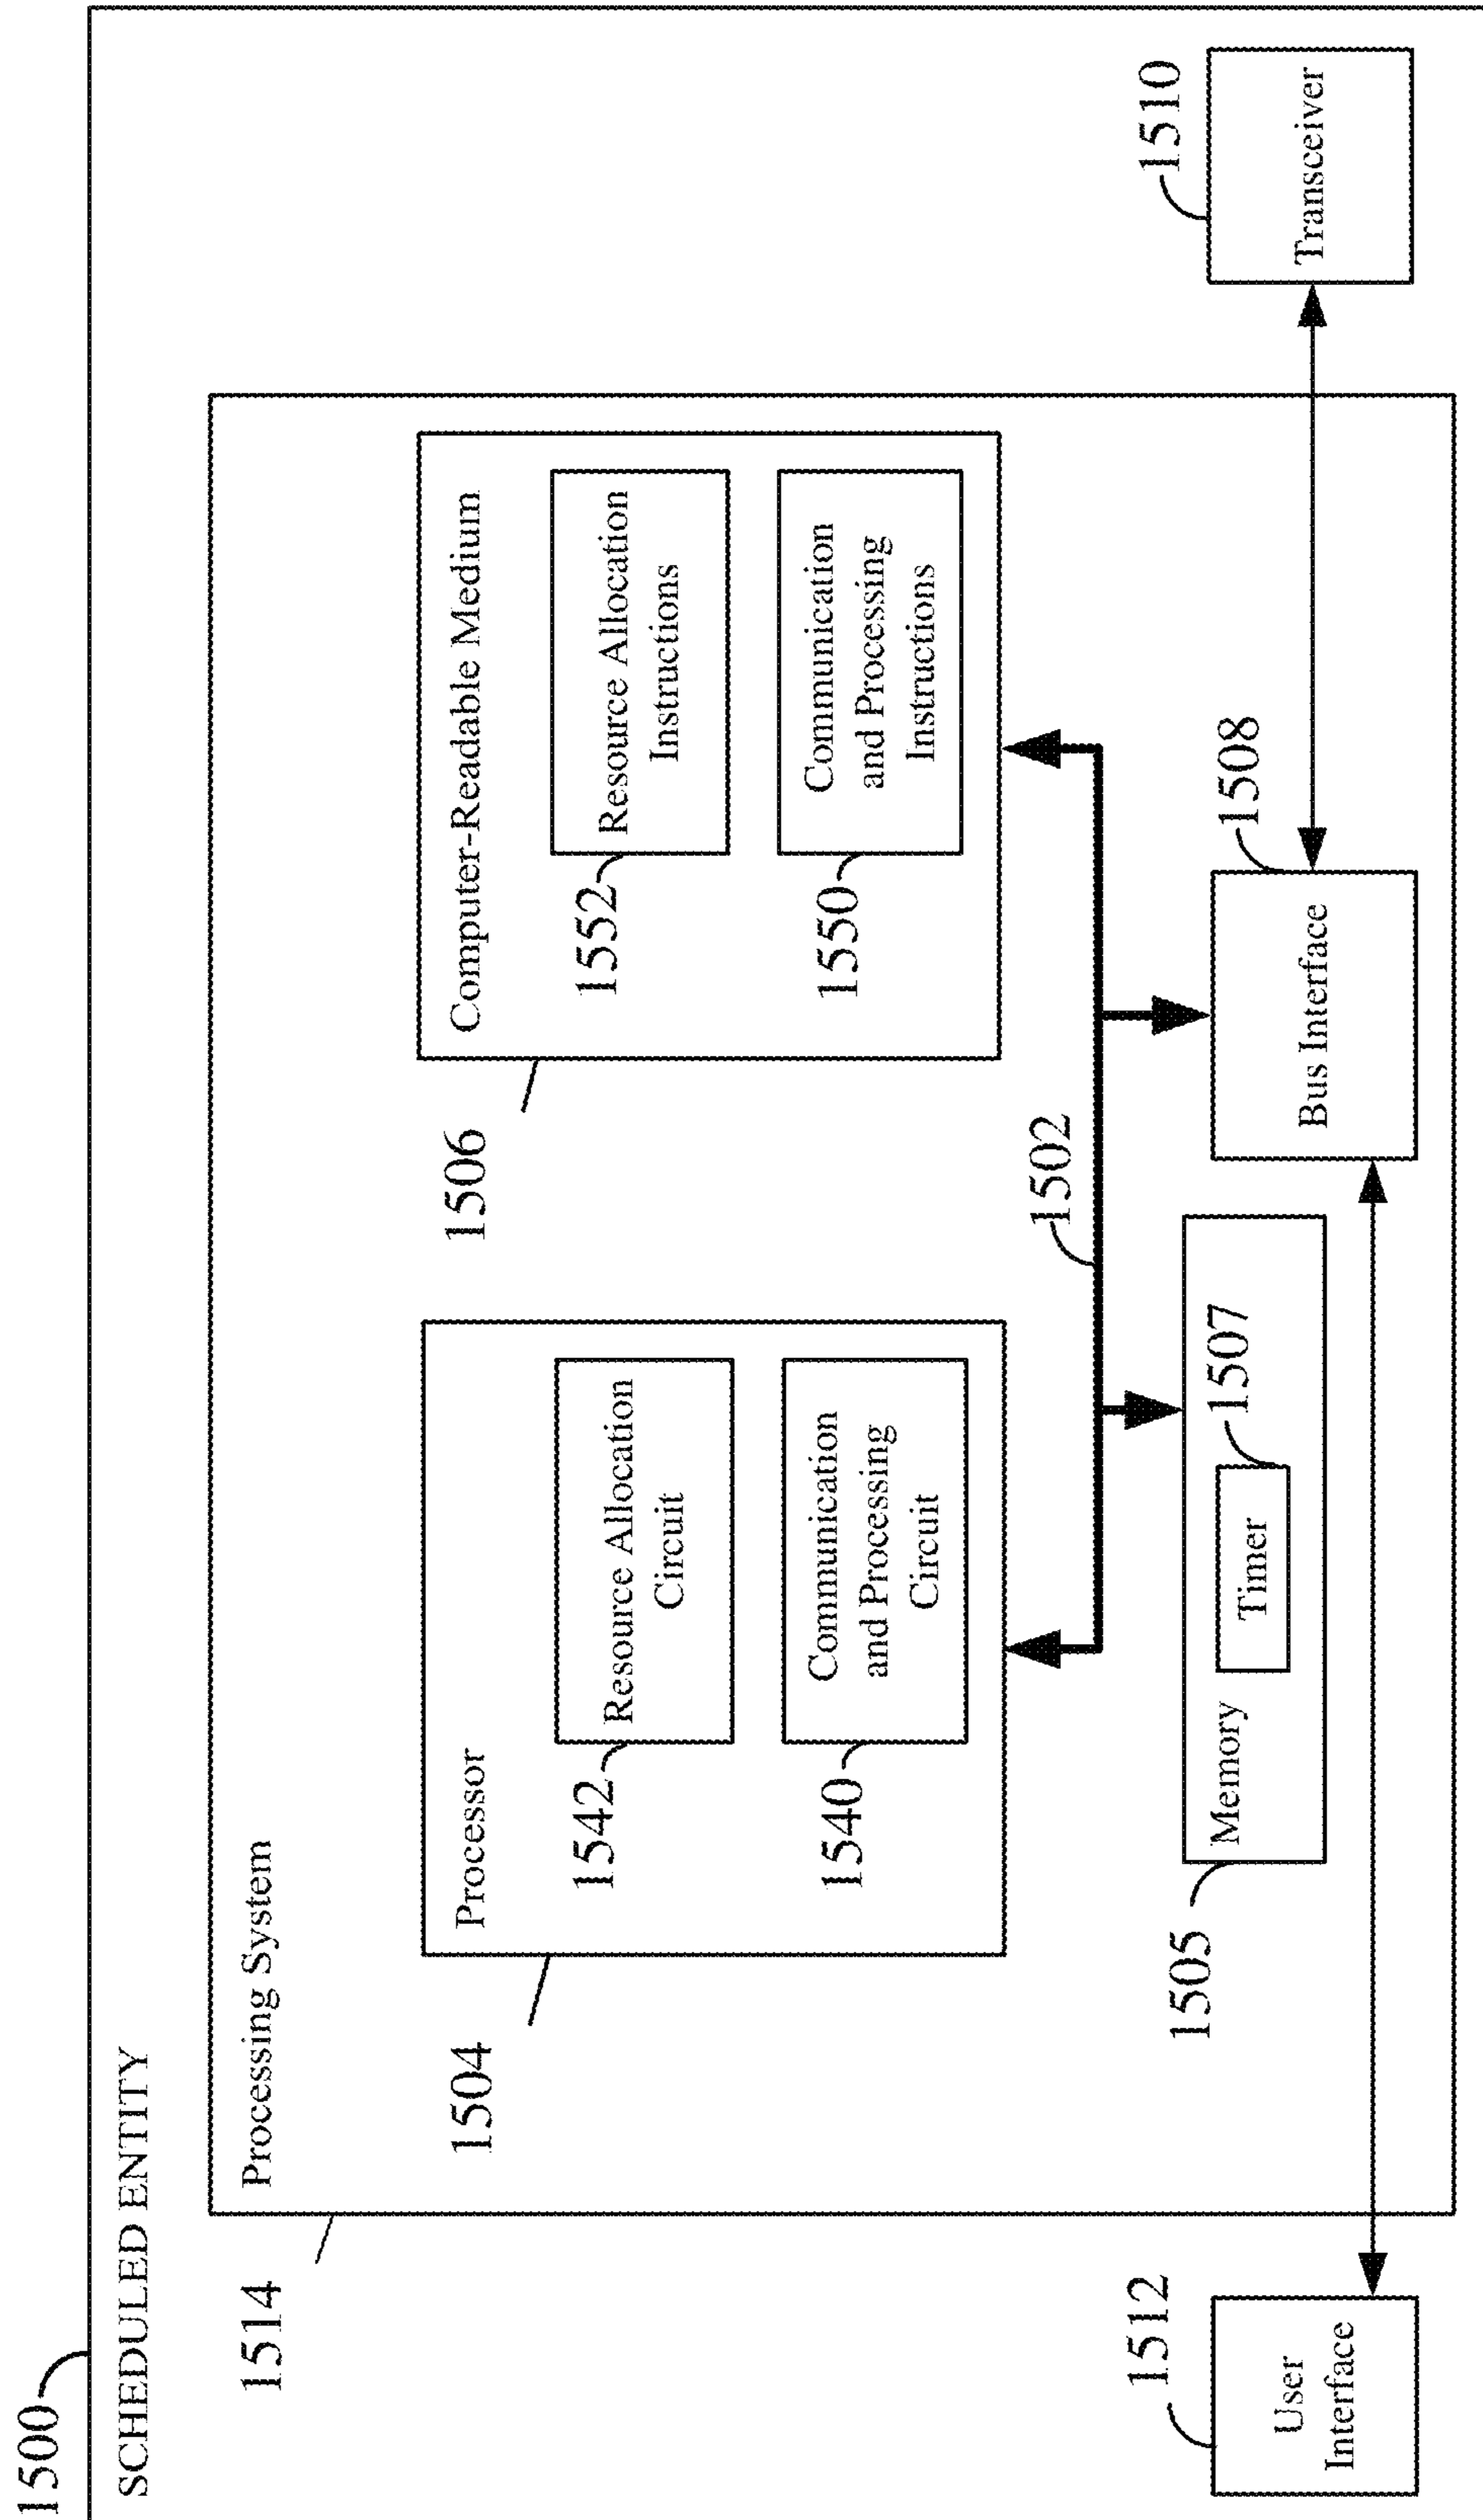 1500
SCHEDULED ENTITY
1514
Processing System
1504
Processor
1542
Resource Allocation
Circuit
1540
Communication
and Processing
Circuit
1506
Computer-Readable Medium
1552
Resource Allocation
Instructions
1550
Communication
and Processing
Instructions
1502
1505
Memory
Timer
1507
1508
Bus Interface
1512
User
Interface
1510
Transceiver